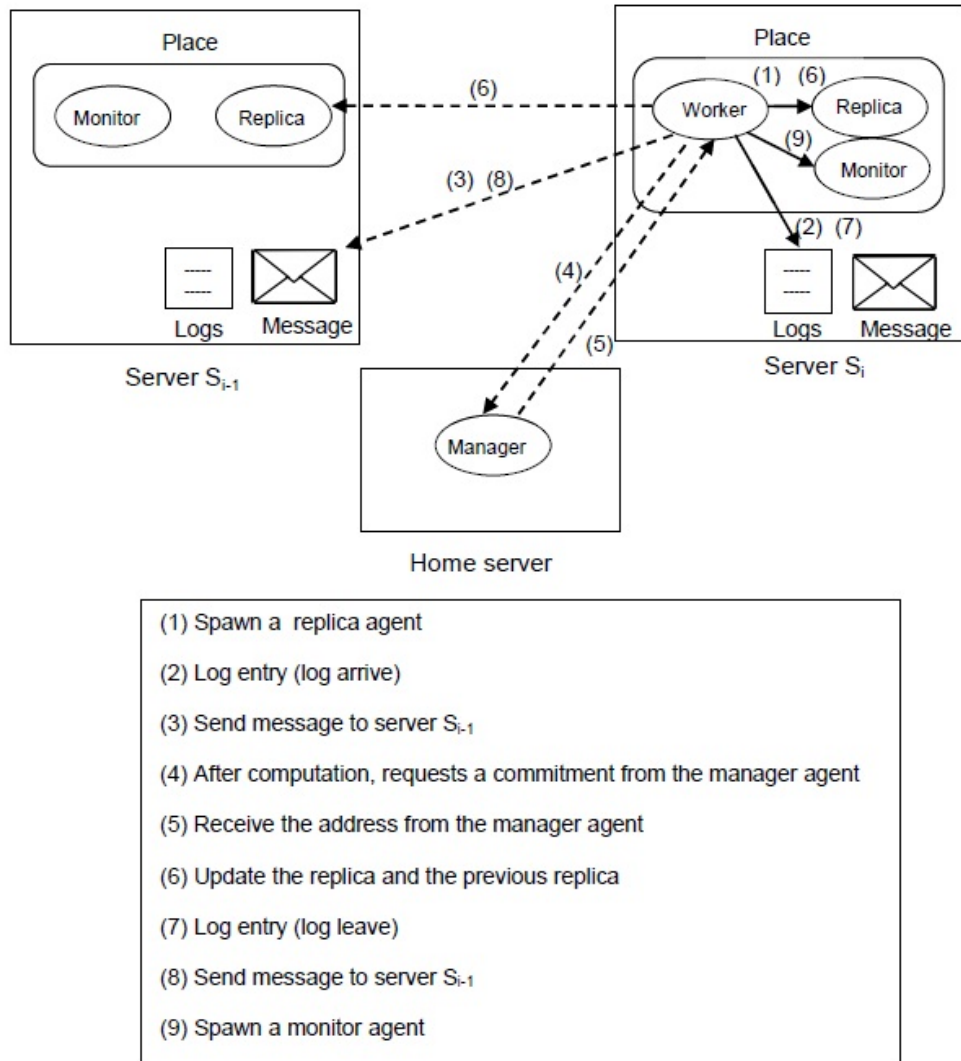 Place
Monitor
Replica
----- 
-----
Logs
Message
Server Si-1
(6)
(3) (8)
(4)
(5)
Place
Worker
(1) (6)
Replica
(9)
Monitor
(2) (7)
-----
-----
Logs
Message
Server Si
Manager
Home server
(1) Spawn a replica agent
(2) Log entry (log arrive)
(3) Send message to server Si-1
(4) After computation, requests a commitment from the manager agent
(5) Receive the address from the manager agent
(6) Update the replica and the previous replica
(7) Log entry (log leave)
(8) Send message to server Si-1
(9) Spawn a monitor agent